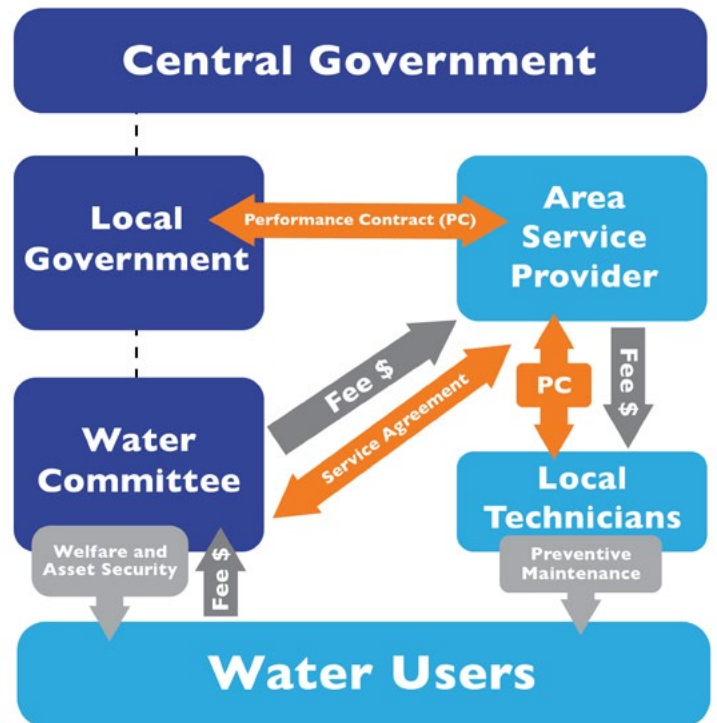 Central Government
Local
Government
Performance Contract (PC)
Area
Service
Provider
Fee $
Service Agreement
PC
Fee $
Water
Committee
Local
Technicians
Welfare and
Asset Security
Fee $
Preventive
Maintenance
Water Users